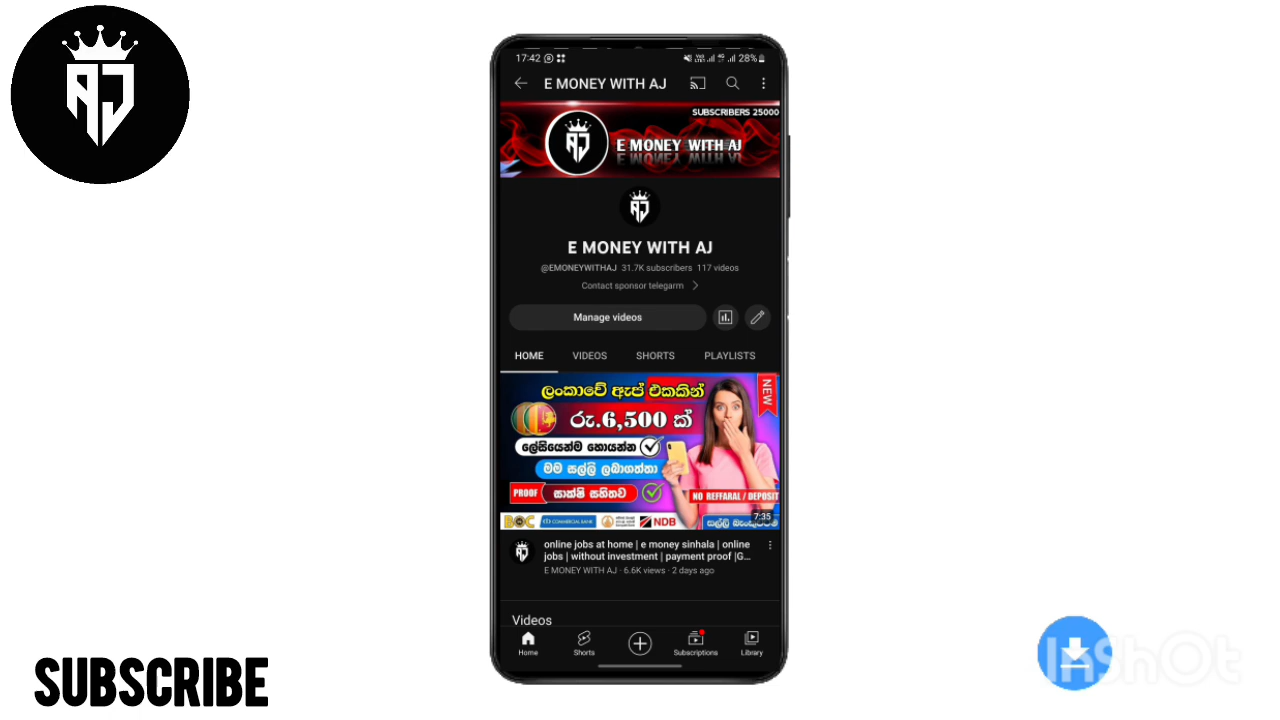 AJ
17:42 28%
E MONEY WITH AJ
SUBSCRIBERS 25000
AJ
E MONEY WITH AJ
AJ
E MONEY WITH AJ
@EMONEYWITHAJ 31.7K subscribers 117 videos
Contact sponsor telegarm
Manage videos
HOME VIDEOS SHORTS PLAYLISTS
ලංකාවේ ඇප් එකකින්
NEW
රු.6,500 ක්
ලේසියෙන්ම හොයන්න
මම සල්ලි ලබාගත්තා
PROOF සාක්ෂි සහිතව
NO REFFARAL / DEPOSIT
7:35
BOC COMMERCIAL BANK NDB
online jobs at home | e money sinhala | online
jobs | without investment | payment proof |G...
E MONEY WITH AJ · 6.6K views · 2 days ago
Videos
Home Shorts Subscriptions Library
SUBSCRIBE
InShOt